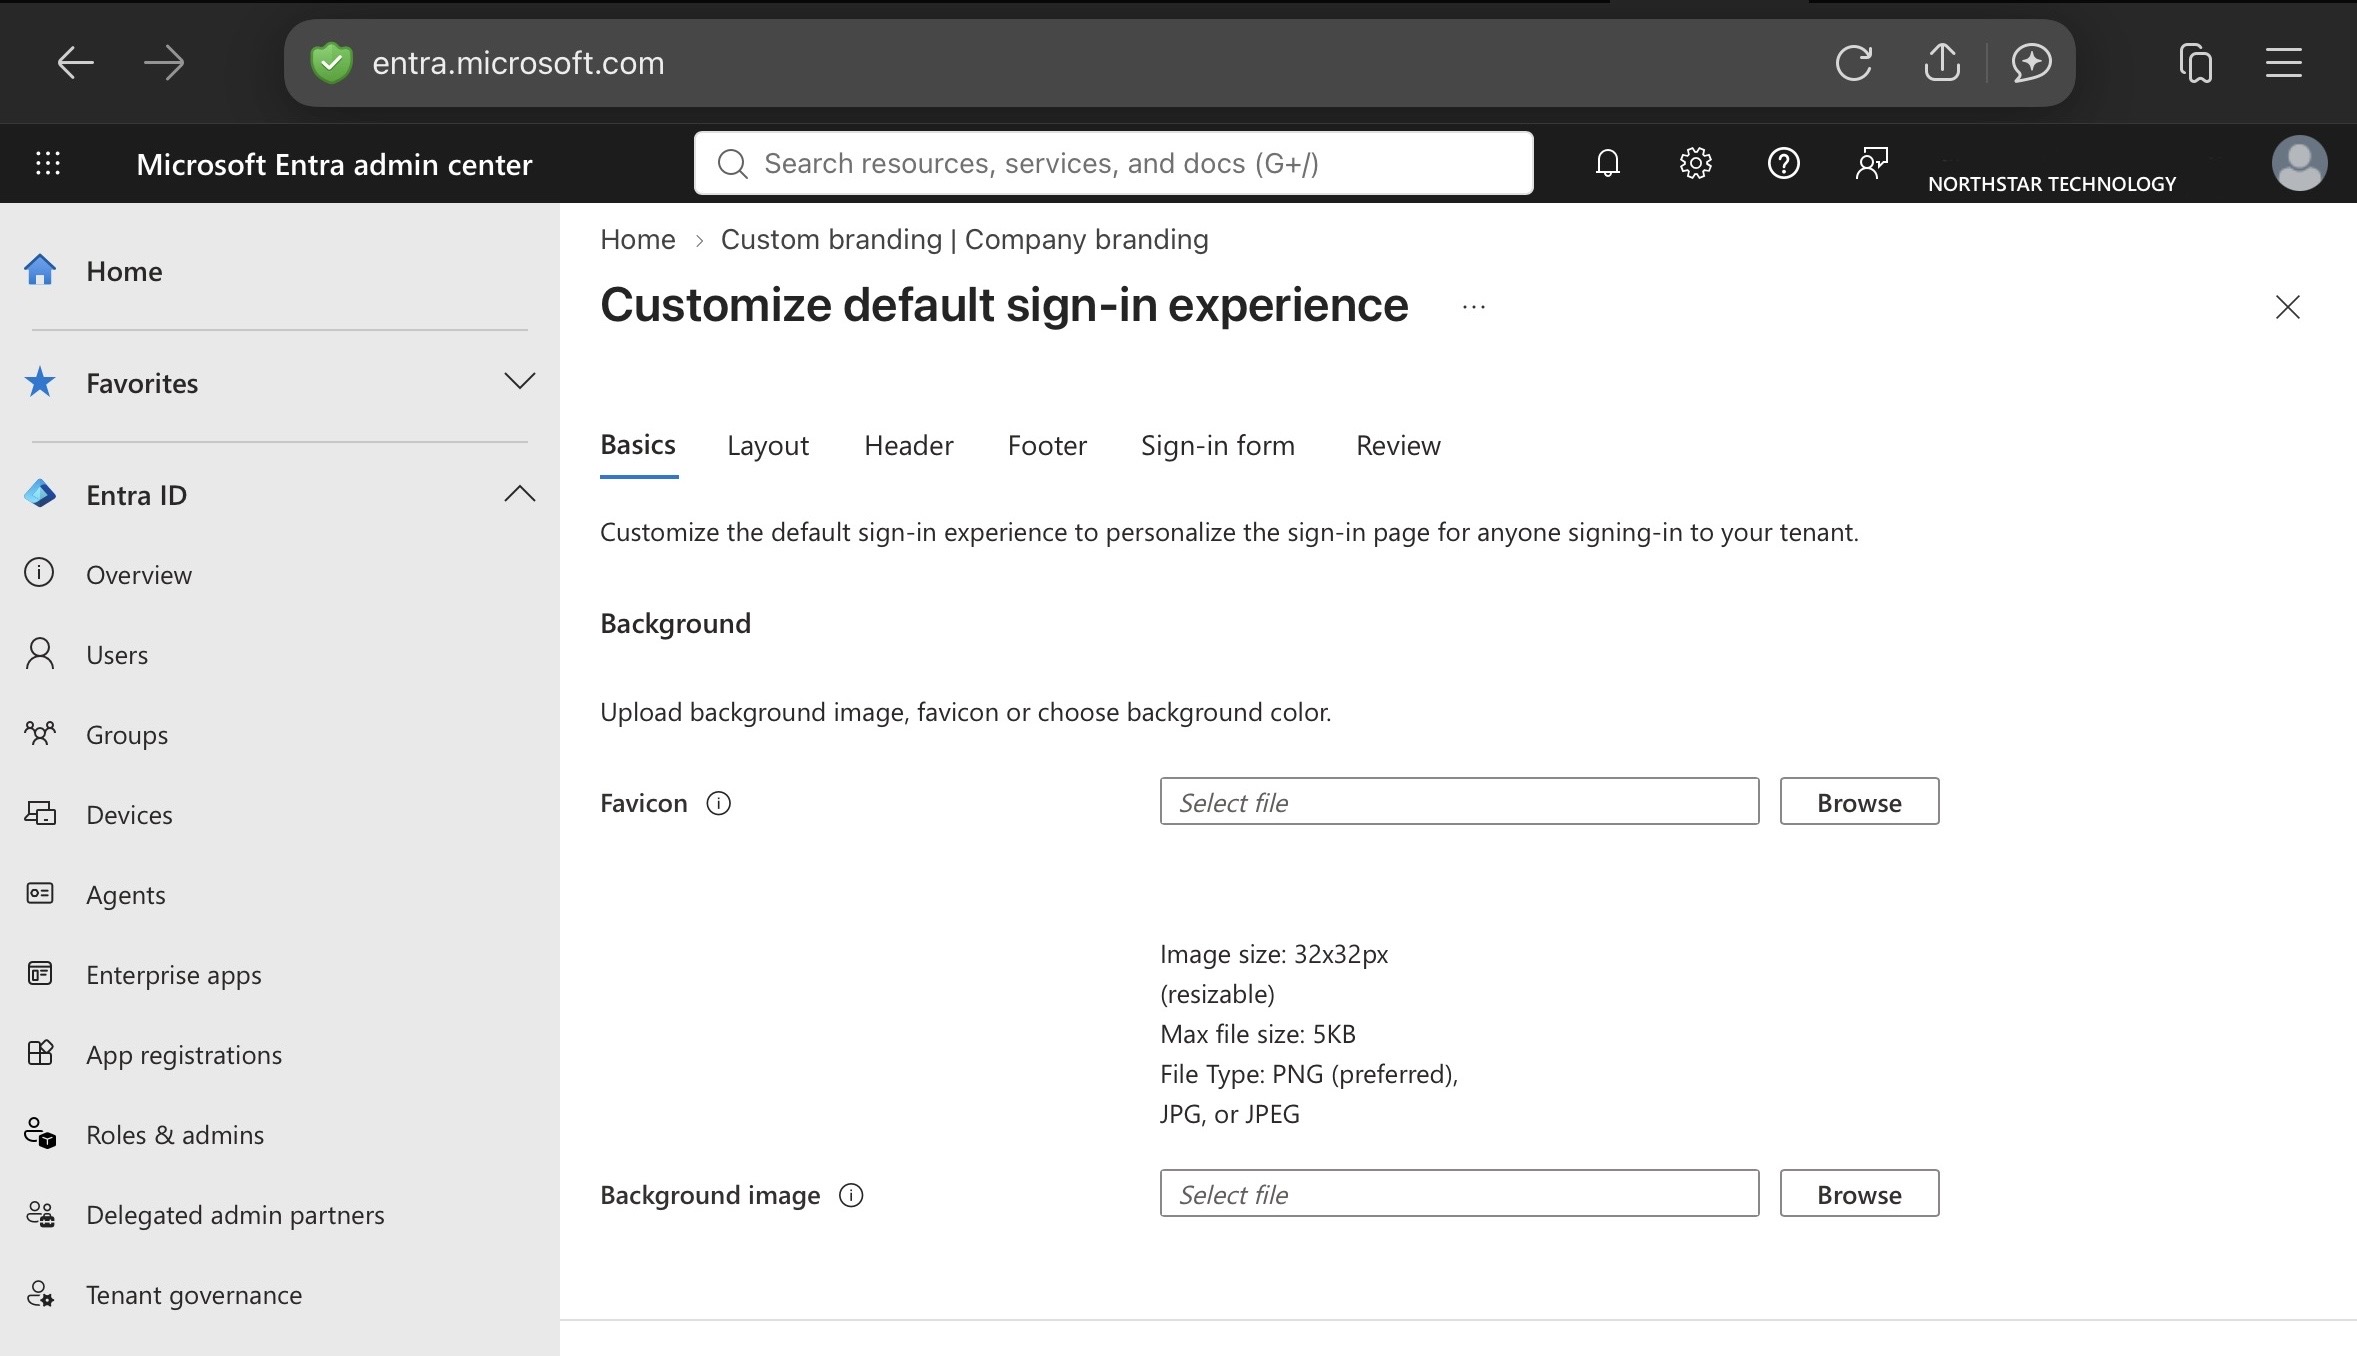 entra.microsoft.com
Microsoft Entra admin center
Search resources, services, and docs (G+/)
NORTHSTAR TECHNOLOGY
Home
Favorites
Entra ID
Overview
Users
Groups
Devices
Agents
Enterprise apps
App registrations
Roles & admins
Delegated admin partners
Tenant governance
Home > Custom branding | Company branding
Customize default sign-in experience ...
Basics Layout Header Footer Sign-in form Review
Customize the default sign-in experience to personalize the sign-in page for anyone signing-in to your tenant.
Background
Upload background image, favicon or choose background color.
Favicon Select file Browse
Image size: 32x32px
(resizable)
Max file size: 5KB
File Type: PNG (preferred),
JPG, or JPEG
Background image Select file Browse